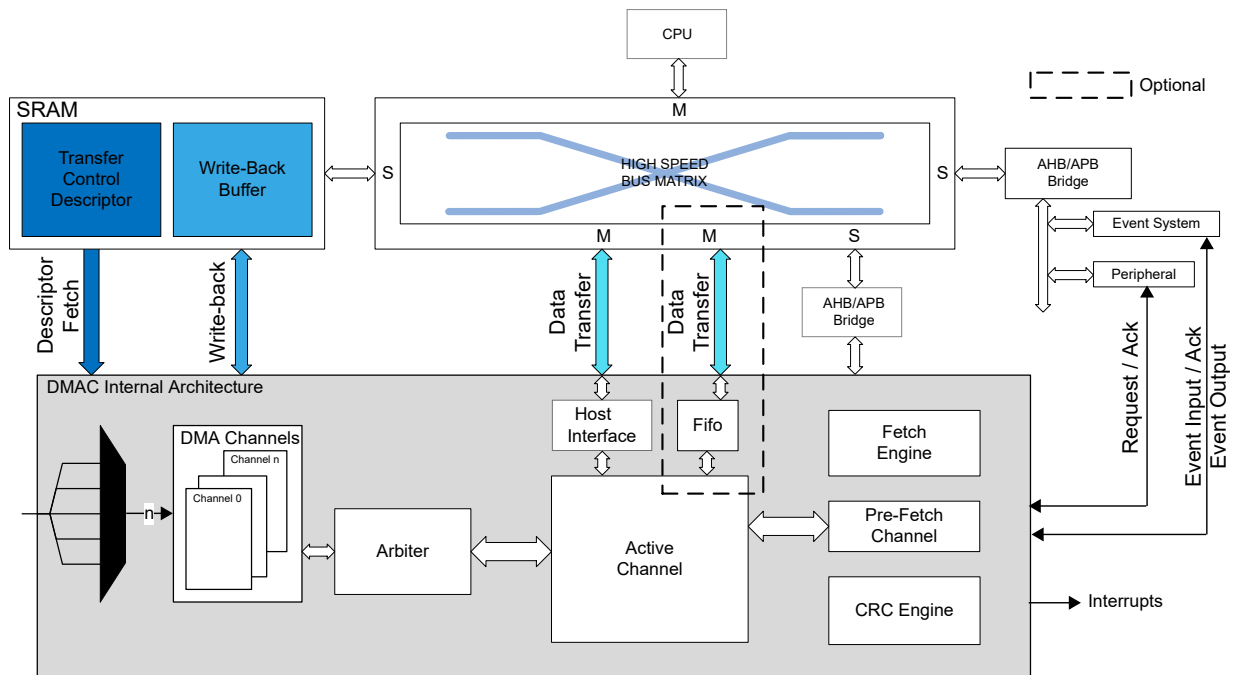 CPU
Optional
SRAM
Transfer
Control
Descriptor
Write-Back
Buffer
M
S
HIGH SPEED
BUS MATRIX
S
M
M
S
AHB/APB
Bridge
Event System
Peripheral
Descriptor
Fetch
Write-back
Data
Transfer
Data
Transfer
AHB/APB
Bridge
Request / Ack
Event Input / Ack
Event Output
DMAC Internal Architecture
DMA Channels
Channel n
Channel 0
n
Arbiter
Host
Interface
Fifo
Active
Channel
Fetch
Engine
Pre-Fetch
Channel
CRC Engine
Interrupts